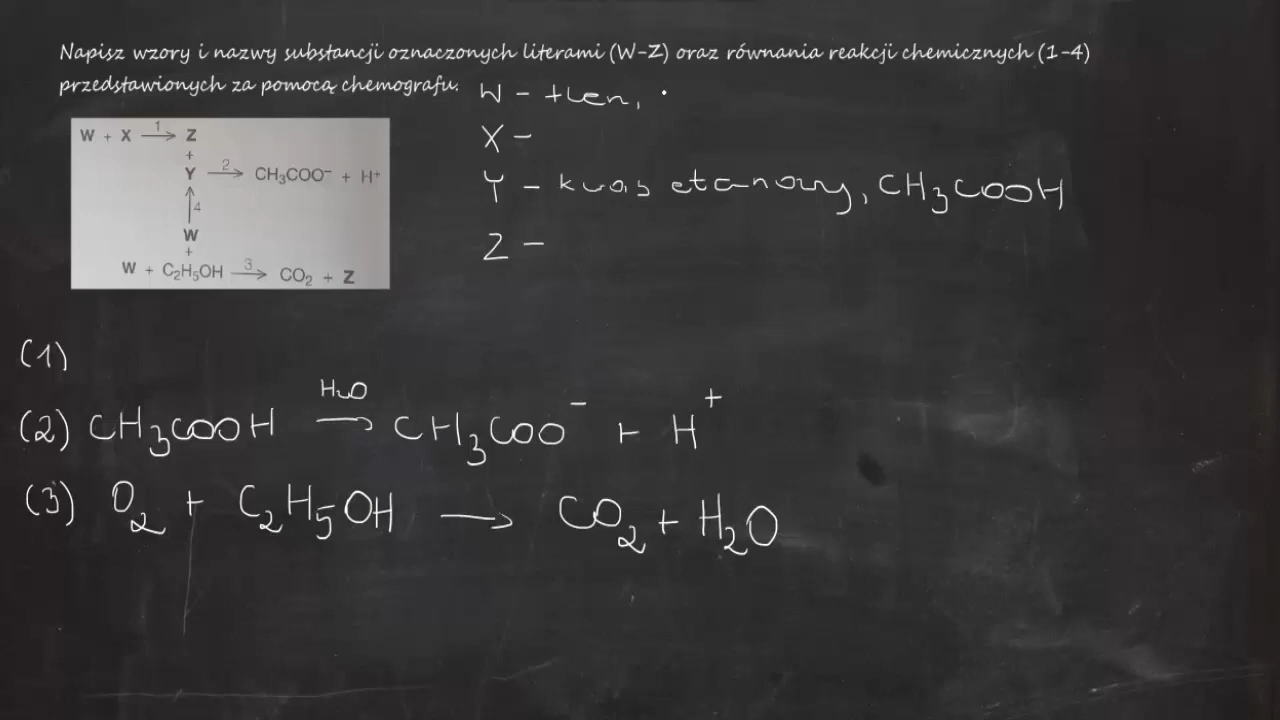 Napisz wzory i nazwy substancji oznaczonych literami (W-Z) oraz równania reakcji chemicznych (1-4)
przedstawionych za pomocą chemografu.
W - tlen,
X -
Y - kwas etanowy, CH₃COOH
Z -
W + X 1→ Z
+
Y 2→ CH₃COO⁻ + H⁺
↑4
W
+
W + C₂H₅OH 3→ CO₂ + Z
(1)
H₂O
(2) CH₃COOH → CH₃COO⁻ + H⁺
(3) O₂ + C₂H₅OH → CO₂ + H₂O